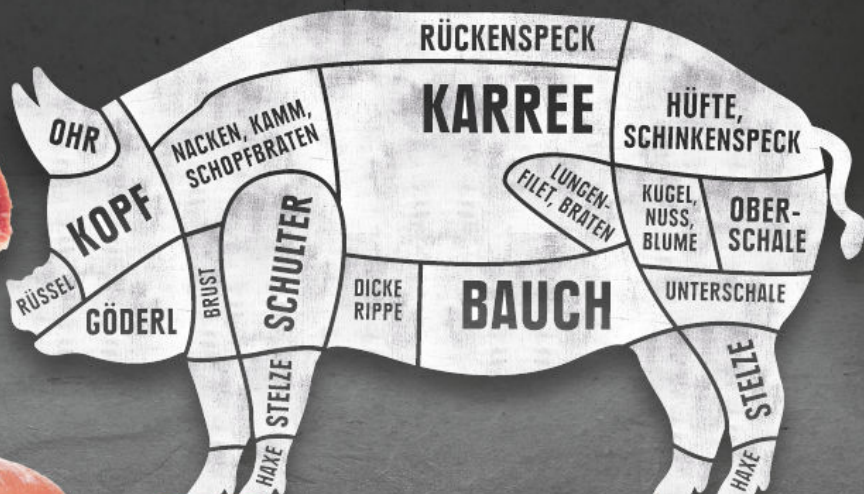 RÜCKENSPECK
KARREE
HÜFTE,
SCHINKENSPECK
OHR
NACKEN, KAMM,
SCHOPFBRATEN
KOPF
LUNGEN-
FILET, BRATEN
KUGEL,
NUSS,
BLUME
OBER-
SCHALE
RÜSSEL
GÖDERL
BRUST
SCHULTER
DICKE
RIPPE
BAUCH
UNTERSCHALE
STELZE
STELZE
HAXE
HAXE